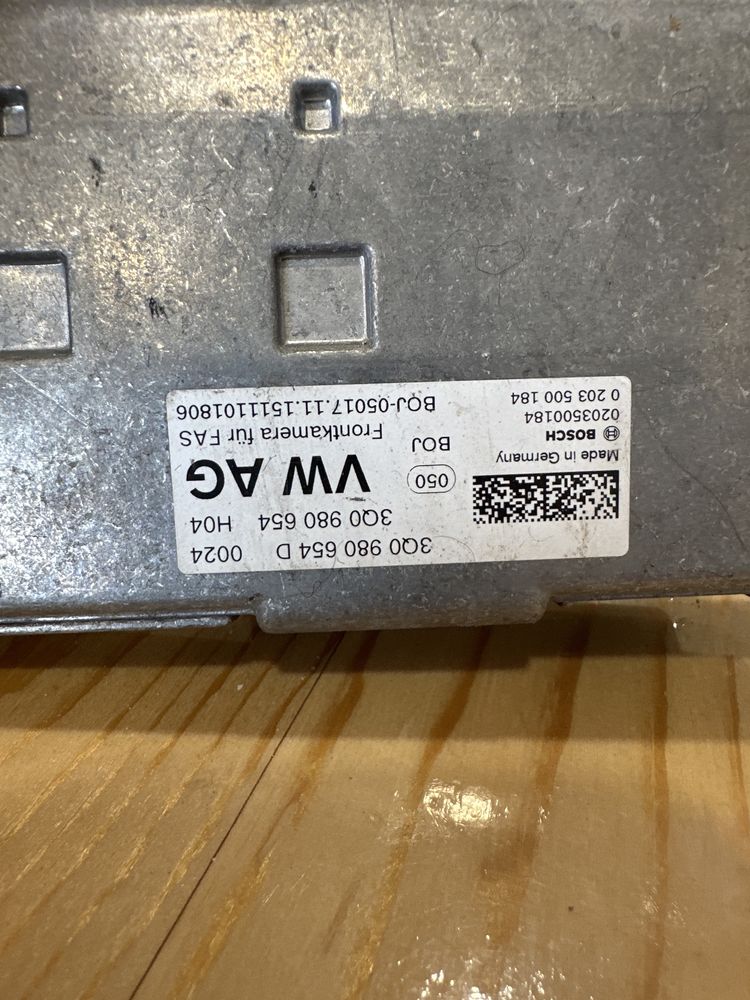 3Q0 980 654 D 0024
3Q0 980 654 H04
VW AG
050
BOJ
Frontkamera für FAS
BOJ-05017.11.1511101806
Made in Germany
BOSCH
0203500184
0 203 500 184